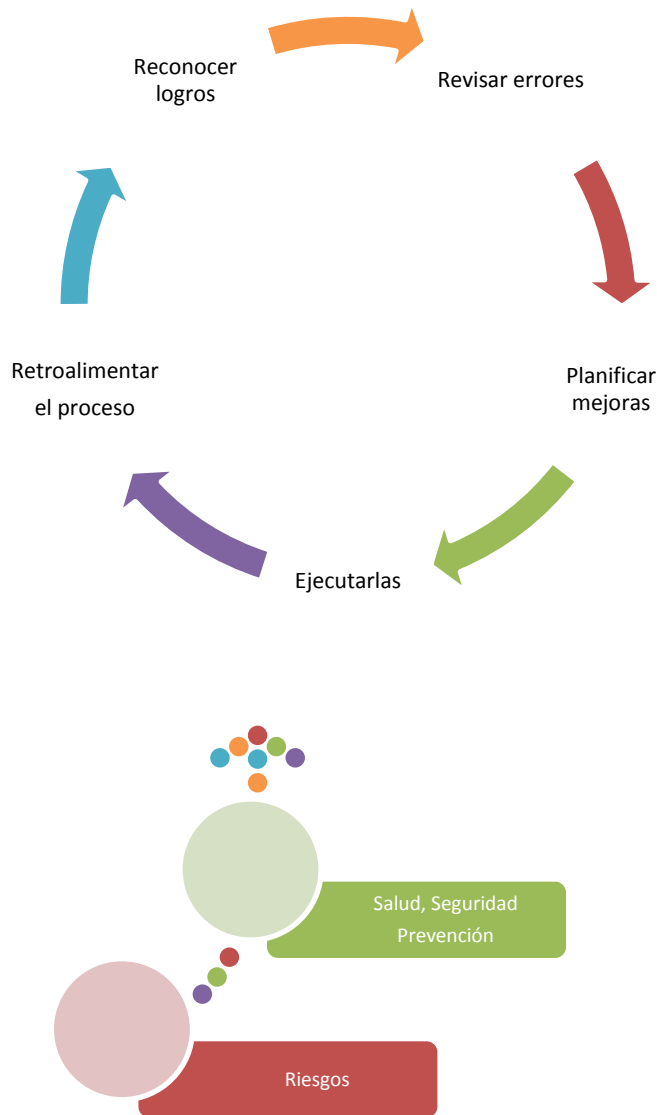 Reconocer
logros
Revisar errores
Planificar
mejoras
Ejecutarlas
Retroalimentar
el proceso
Salud, Seguridad
Prevención
Riesgos